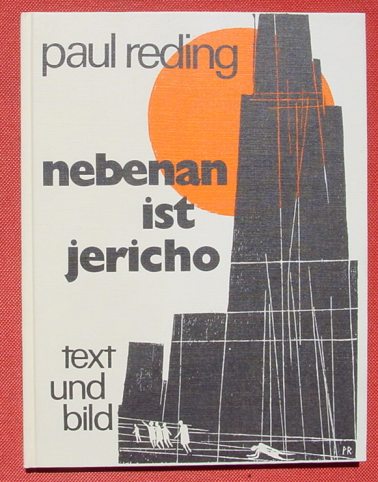 paul reding
nebenan
ist
jericho
text
und
bild
PR